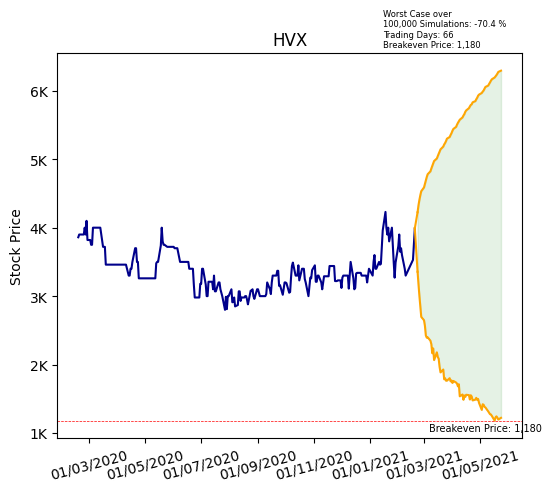 Worst Case over
100,000 Simulations: -70.4 %
Trading Days: 66
Breakeven Price: 1,180
HVX
Stock Price
6K
5K
4K
3K
2K
1K
Breakeven Price: 1,180
01/03/2020
01/05/2020
01/07/2020
01/09/2020
01/11/2020
01/01/2021
01/03/2021
01/05/2021